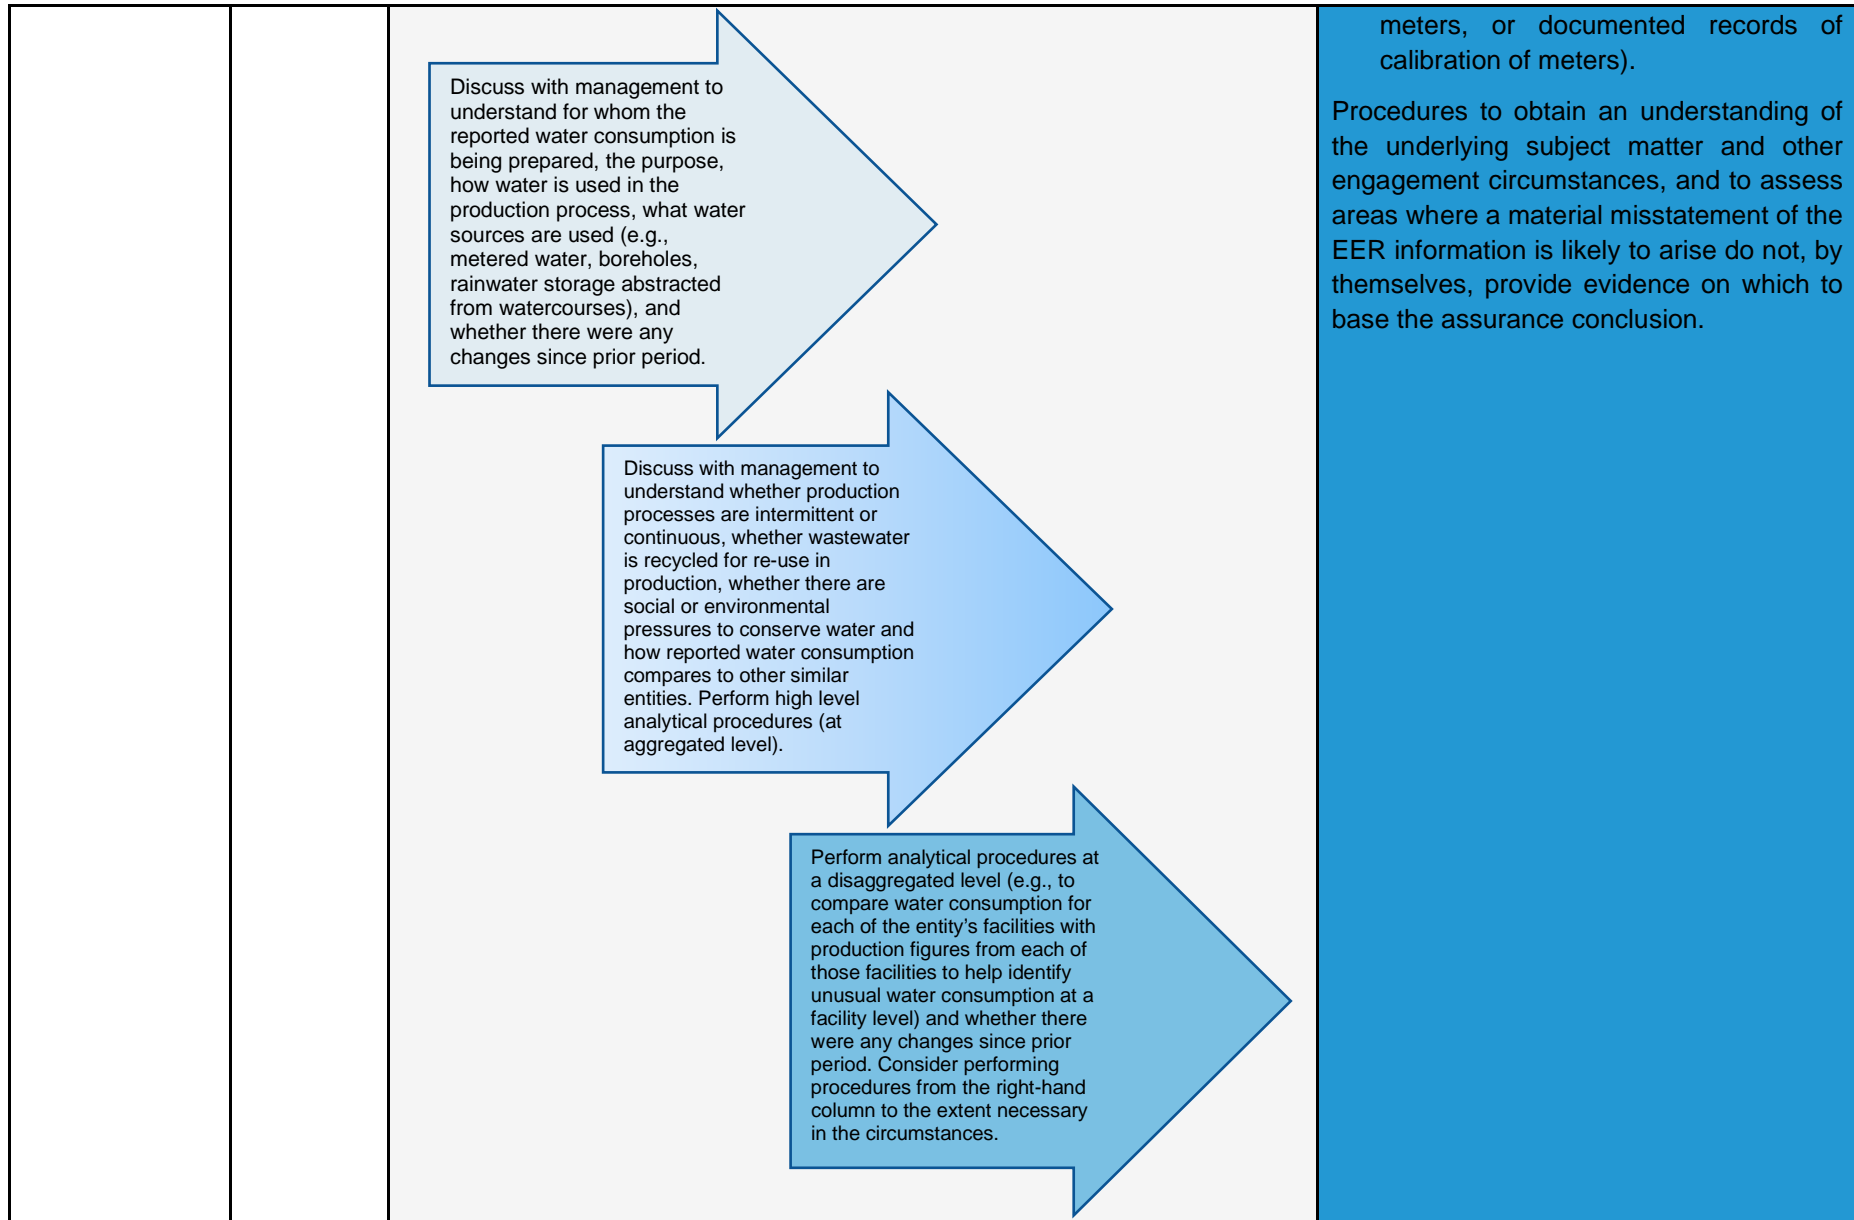 Discuss with management to
understand for whom the
reported water consumption is
being prepared, the purpose,
how water is used in the
production process, what water
sources are used (e.g.,
metered water, boreholes,
rainwater storage abstracted
from watercourses), and
whether there were any
changes since prior period.
Discuss with management to
understand whether production
processes are intermittent or
continuous, whether wastewater
is recycled for re-use in
production, whether there are
social or environmental
pressures to conserve water and
how reported water consumption
compares to other similar
entities. Perform high level
analytical procedures (at
aggregated level).
Perform analytical procedures at
a disaggregated level (e.g., to
compare water consumption for
each of the entity’s facilities with
production figures from each of
those facilities to help identify
unusual water consumption at a
facility level) and whether there
were any changes since prior
period. Consider performing
procedures from the right-hand
column to the extent necessary
in the circumstances.
meters, or documented records of
calibration of meters).
Procedures to obtain an understanding of
the underlying subject matter and other
engagement circumstances, and to assess
areas where a material misstatement of the
EER information is likely to arise do not, by
themselves, provide evidence on which to
base the assurance conclusion.